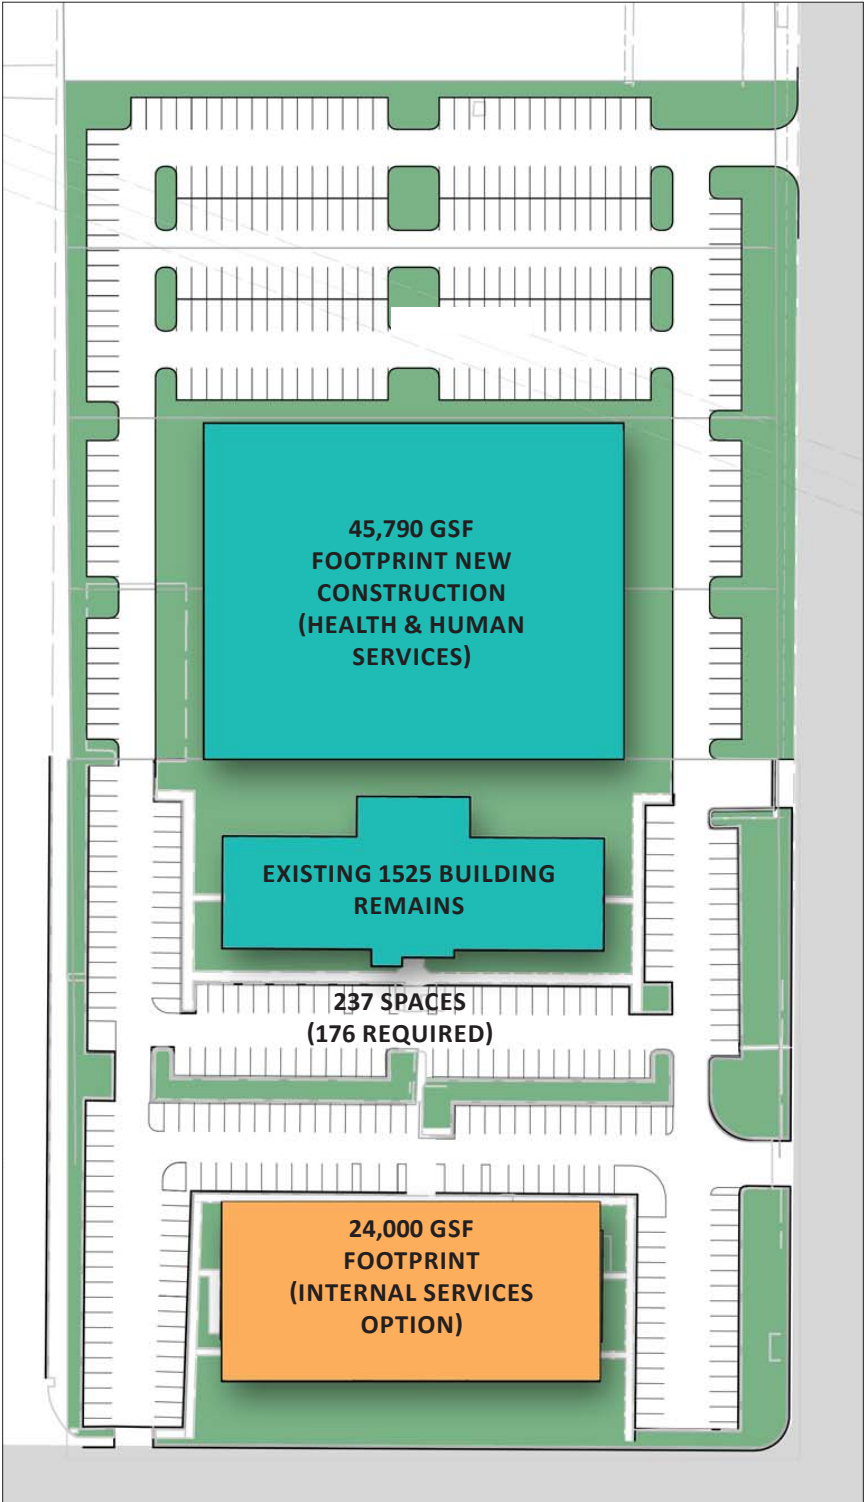 45,790 GSF
FOOTPRINT NEW
CONSTRUCTION
(HEALTH & HUMAN
SERVICES)
EXISTING 1525 BUILDING
REMAINS
237 SPACES
(176 REQUIRED)
24,000 GSF
FOOTPRINT
(INTERNAL SERVICES
OPTION)